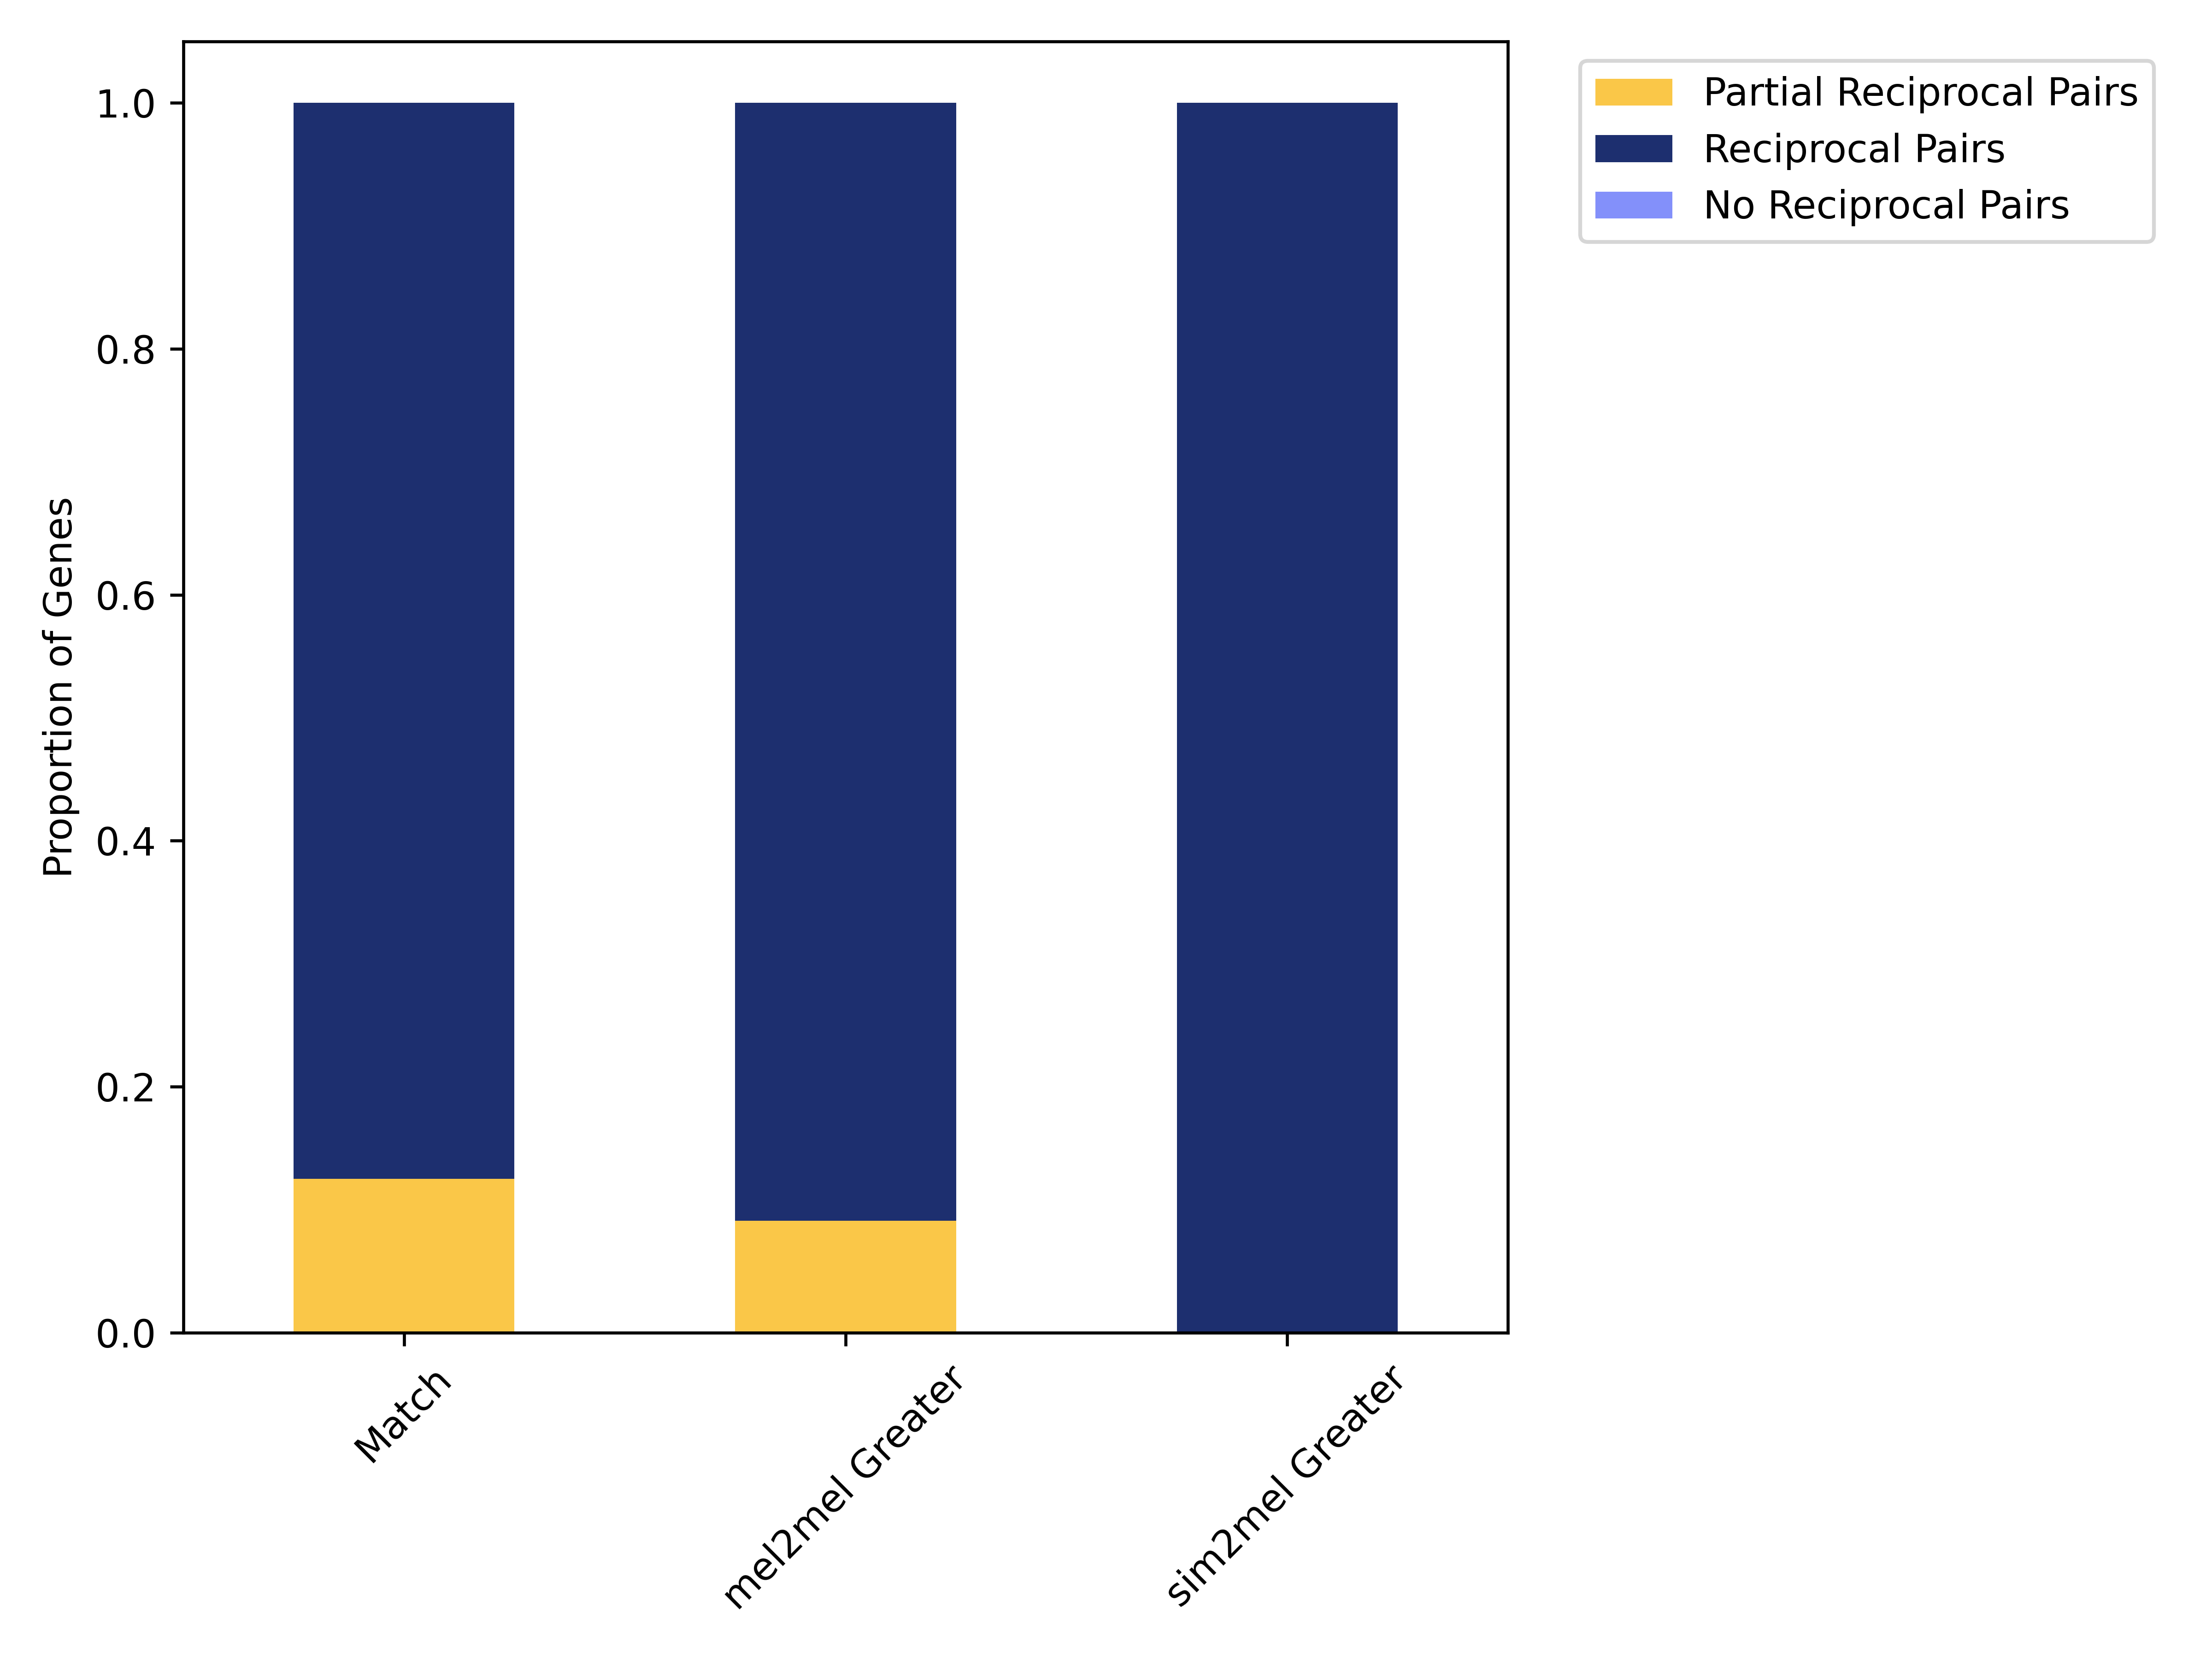 Partial Reciprocal Pairs
Reciprocal Pairs
No Reciprocal Pairs
Proportion of Genes
1.0
0.8
0.6
0.4
0.2
0.0
Match
mel2mel Greater
sim2mel Greater